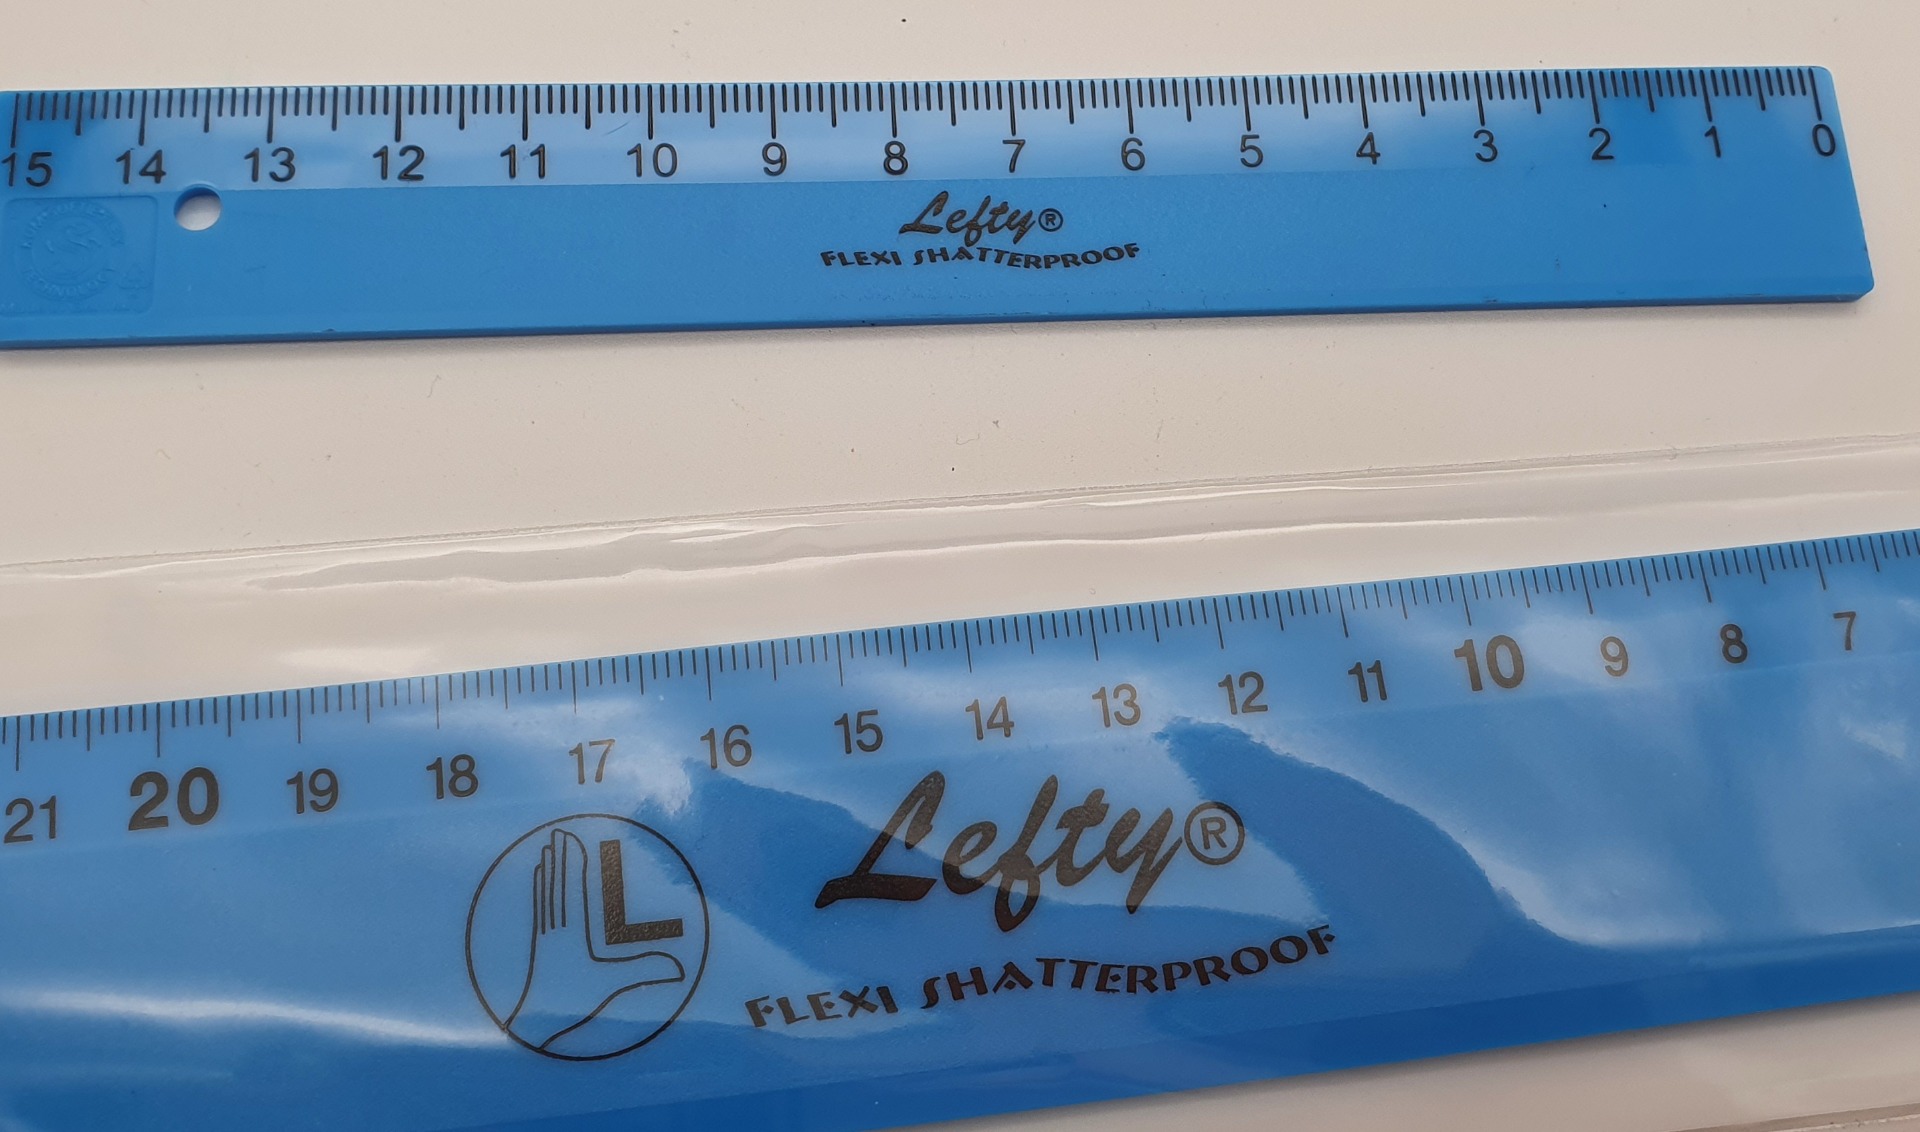 15 14 13 12 11 10 9 8 7 6 5 4 3 2 1 0
Lefty®
FLEXI SHATTERPROOF
21 20 19 18 17 16 15 14 13 12 11 10 9 8 7
L
Lefty®
FLEXI SHATTERPROOF